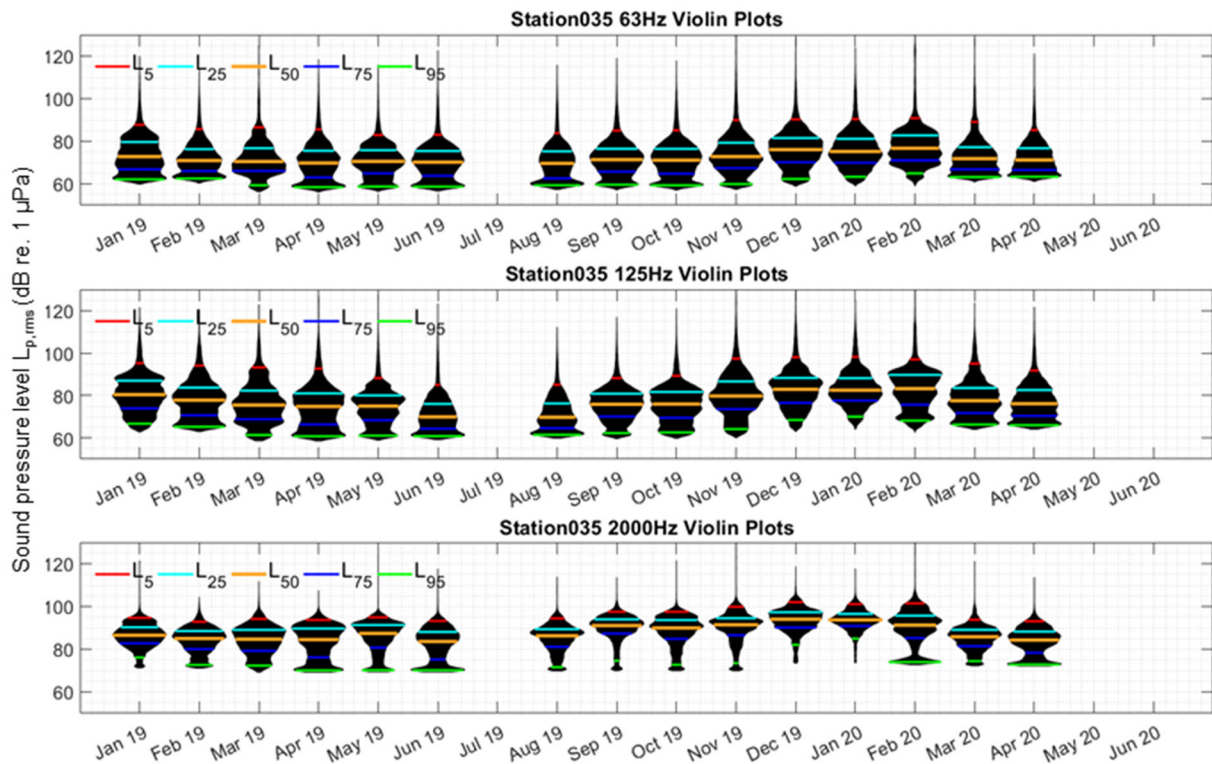 Station035 63Hz Violin Plots
120
100
80
60
L5 L25 L50 L75 L95
Jan 19 Feb 19 Mar 19 Apr 19 May 19 Jun 19 Jul 19 Aug 19 Sep 19 Oct 19 Nov 19 Dec 19 Jan 20 Feb 20 Mar 20 Apr 20 May 20 Jun 20
Sound pressure level Lp,rms (dB re. 1 µPa)
Station035 125Hz Violin Plots
120
100
80
60
L5 L25 L50 L75 L95
Jan 19 Feb 19 Mar 19 Apr 19 May 19 Jun 19 Jul 19 Aug 19 Sep 19 Oct 19 Nov 19 Dec 19 Jan 20 Feb 20 Mar 20 Apr 20 May 20 Jun 20
Station035 2000Hz Violin Plots
120
100
80
60
L5 L25 L50 L75 L95
Jan 19 Feb 19 Mar 19 Apr 19 May 19 Jun 19 Jul 19 Aug 19 Sep 19 Oct 19 Nov 19 Dec 19 Jan 20 Feb 20 Mar 20 Apr 20 May 20 Jun 20